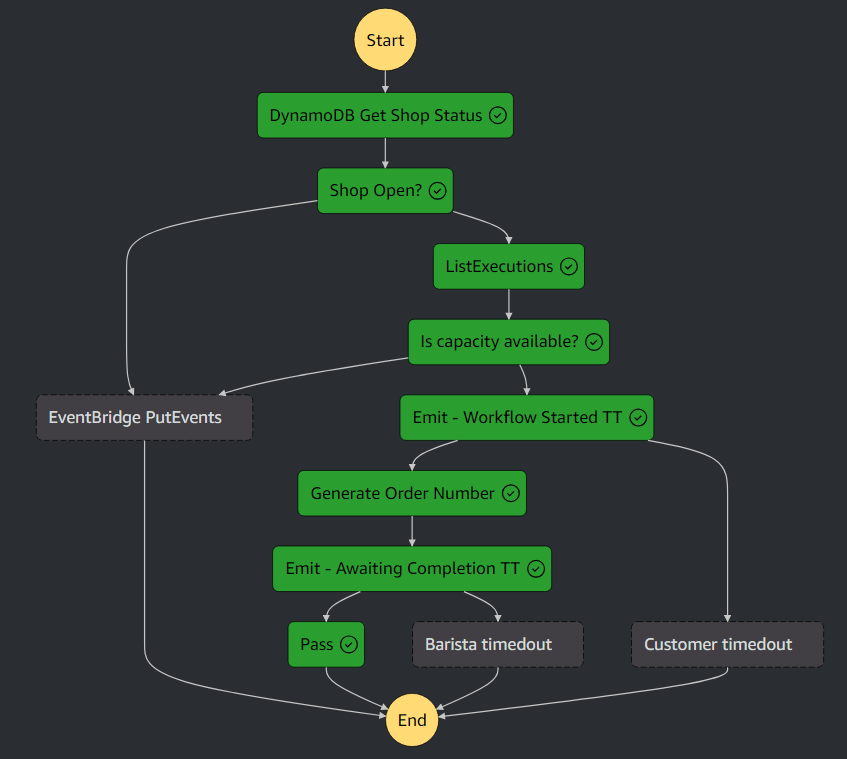 Start
DynamoDB Get Shop Status
Shop Open?
ListExecutions
Is capacity available?
EventBridge PutEvents
Emit - Workflow Started TT
Generate Order Number
Emit - Awaiting Completion TT
Pass
Barista timedout
Customer timedout
End